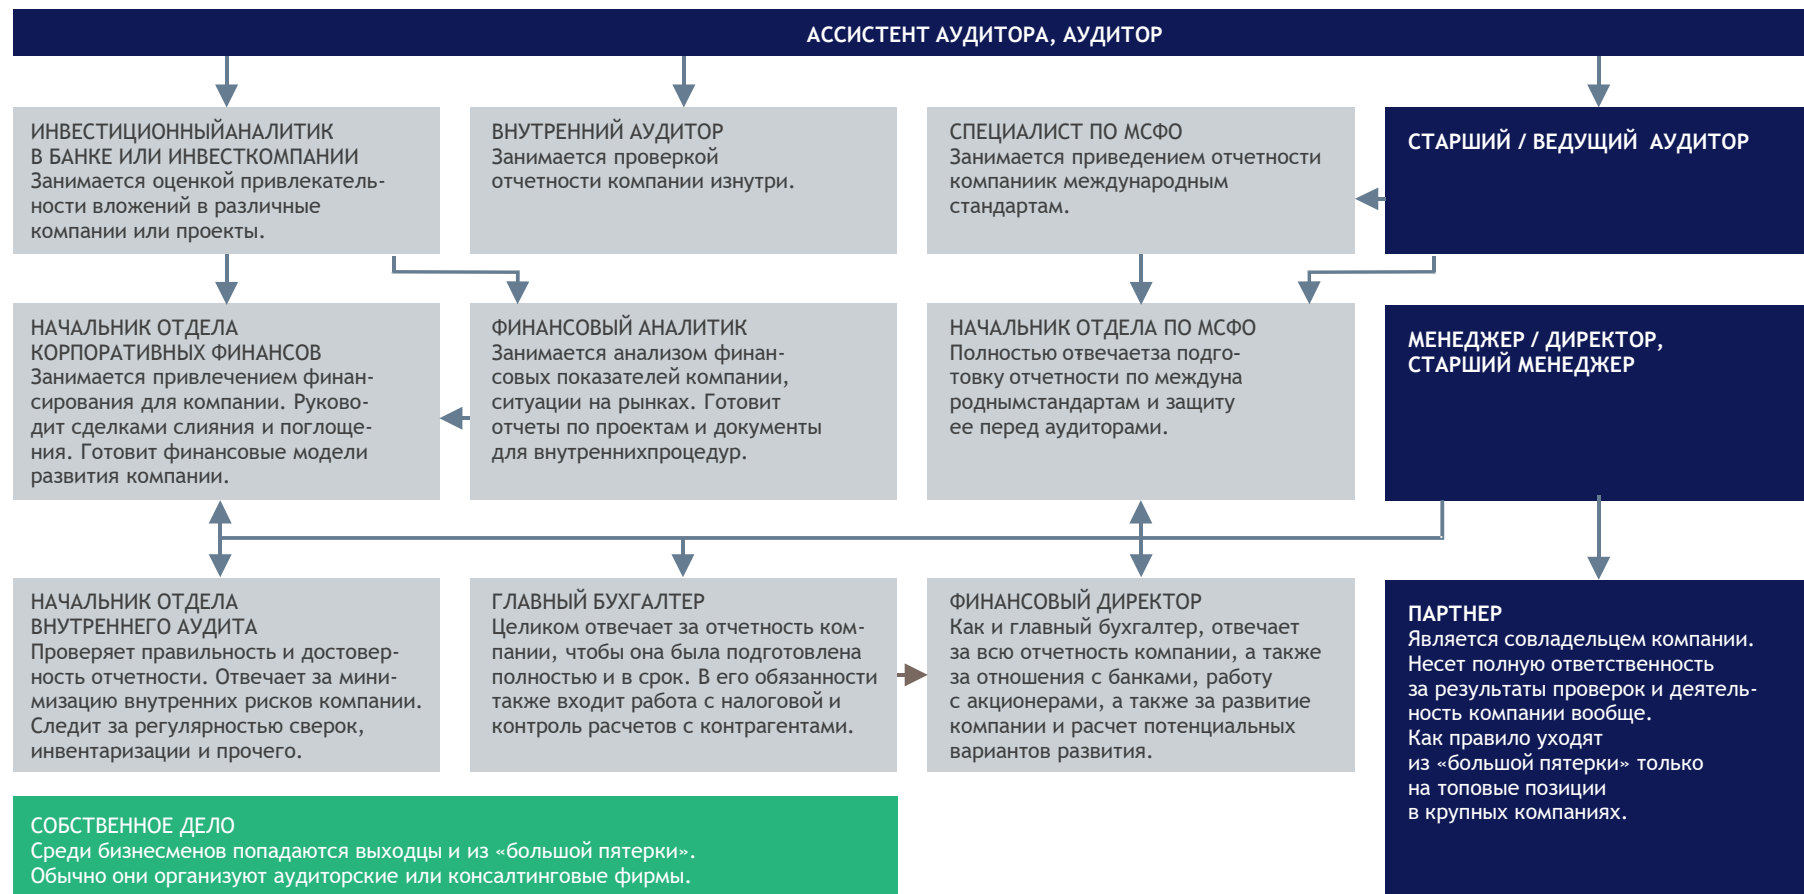 АССИСТЕНТ АУДИТОРА, АУДИТОР
ИНВЕСТИЦИОННЫЙАНАЛИТИК
В БАНКЕ ИЛИ ИНВЕСТКОМПАНИИ
Занимается оценкой привлекатель-
ности вложений в различные
компании или проекты.
ВНУТРЕННИЙ АУДИТОР
Занимается проверкой
отчетности компании изнутри.
СПЕЦИАЛИСТ ПО МСФО
Занимается приведением отчетности
компаниик международным
стандартам.
СТАРШИЙ / ВЕДУЩИЙ АУДИТОР
НАЧАЛЬНИК ОТДЕЛА
КОРПОРАТИВНЫХ ФИНАНСОВ
Занимается привлечением финан-
сирования для компании. Руково-
дит сделками слияния и поглоще-
ния. Готовит финансовые модели
развития компании.
ФИНАНСОВЫЙ АНАЛИТИК
Занимается анализом финан-
совых показателей компании,
ситуации на рынках. Готовит
отчеты по проектам и документы
для внутреннихпроцедур.
НАЧАЛЬНИК ОТДЕЛА ПО МСФО
Полностью отвечаетза подго-
товку отчетности по междуна
роднымстандартам и защиту
ее перед аудиторами.
МЕНЕДЖЕР / ДИРЕКТОР,
СТАРШИЙ МЕНЕДЖЕР
НАЧАЛЬНИК ОТДЕЛА
ВНУТРЕННЕГО АУДИТА
Проверяет правильность и достовер-
ность отчетности. Отвечает за мини-
мизацию внутренних рисков компании.
Следит за регулярностью сверок,
инвентаризации и прочего.
ГЛАВНЫЙ БУХГАЛТЕР
Целиком отвечает за отчетность ком-
пании, чтобы она была подготовлена
полностью и в срок. В его обязанности
также входит работа с налоговой и
контроль расчетов с контрагентами.
ФИНАНСОВЫЙ ДИРЕКТОР
Как и главный бухгалтер, отвечает
за всю отчетность компании, а также
за отношения с банками, работу
с акционерами, а также за развитие
компании и расчет потенциальных
вариантов развития.
ПАРТНЕР
Является совладельцем компании.
Несет полную ответственность
за результаты проверок и деятель-
ность компании вообще.
Как правило уходят
из «большой пятерки» только
на топовые позиции
в крупных компаниях.
СОБСТВЕННОЕ ДЕЛО
Среди бизнесменов попадаются выходцы и из «большой пятерки».
Обычно они организуют аудиторские или консалтинговые фирмы.